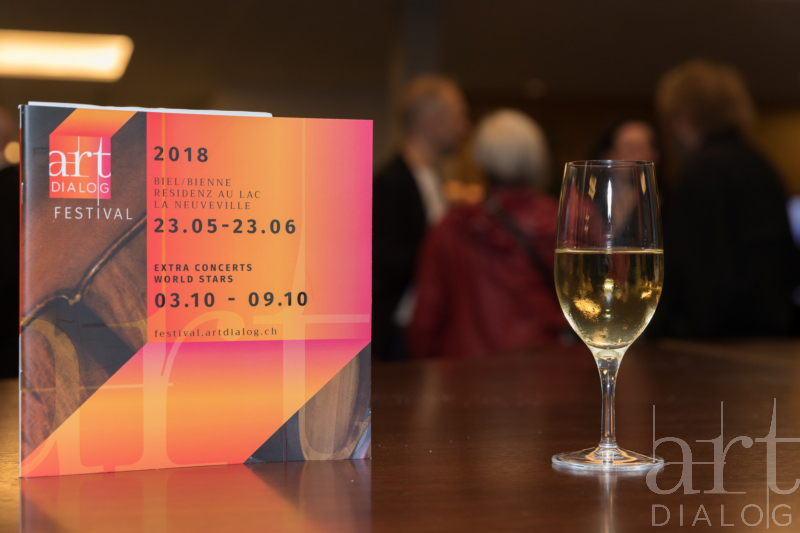 art
DIALOG
FESTIVAL
2018
BIEL/BIENNE
RESIDENZ AU LAC
LA NEUVEVILLE
23.05-23.06
EXTRA CONCERTS
WORLD STARS
03.10 - 09.10
festival.artdialog.ch
art
art
DIALOG